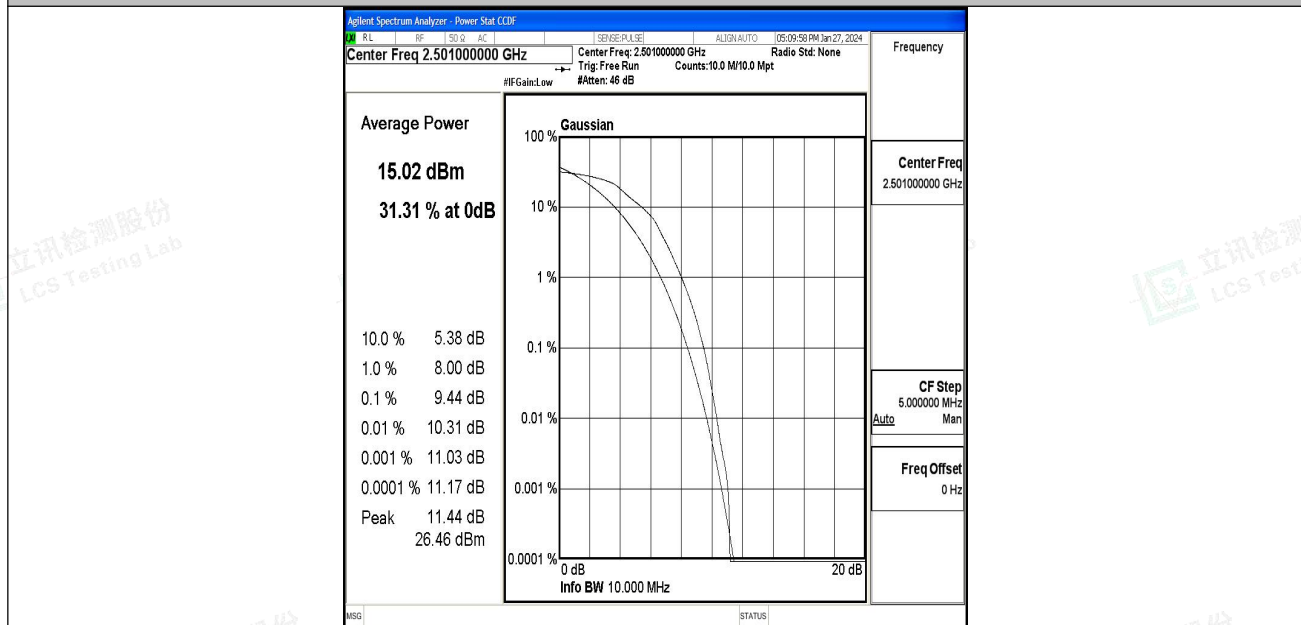 Agilent Spectrum Analyzer - Power Stat CCDF
LXI RL RF 50 Ω AC SENSE:PULSE ALIGN AUTO 05:09:58 PM Jan 27, 2024
Center Freq 2.501000000 GHz
#IFGain:Low
Center Freq: 2.501000000 GHz Radio Std: None
Trig: Free Run Counts:10.0 M/10.0 Mpt
#Atten: 46 dB
Frequency
Average Power
15.02 dBm
31.31 % at 0dB
10.0 % 5.38 dB
1.0 % 8.00 dB
0.1 % 9.44 dB
0.01 % 10.31 dB
0.001 % 11.03 dB
0.0001 % 11.17 dB
Peak 11.44 dB
26.46 dBm
Gaussian
100 %
10 %
1 %
0.1 %
0.01 %
0.001 %
0.0001 %
0 dB 20 dB
Info BW 10.000 MHz
Center Freq
2.501000000 GHz
CF Step
5.000000 MHz
Auto Man
Freq Offset
0 Hz
MSG STATUS
立讯检测股份
LCS Testing Lab
立讯检测
LCS Test